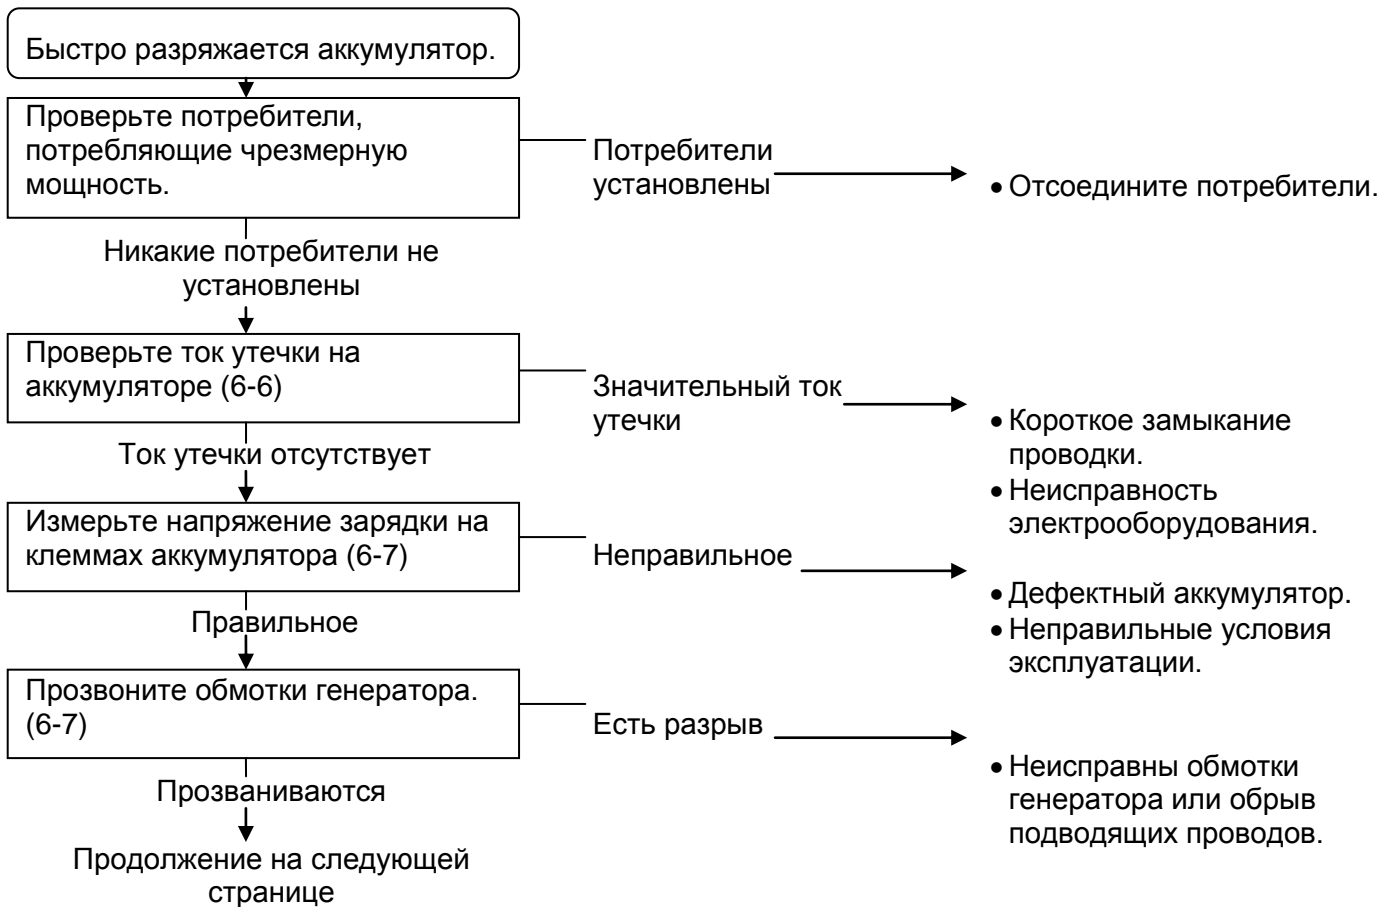 Быстро разряжается аккумулятор.
Проверьте потребители,
потребляющие чрезмерную
мощность.
Потребители
установлены
• Отсоедините потребители.
Никакие потребители не
установлены
Проверьте ток утечки на
аккумуляторе (6-6)
Значительный ток
утечки
• Короткое замыкание
проводки.
• Неисправность
электрооборудования.
Ток утечки отсутствует
Измерьте напряжение зарядки на
клеммах аккумулятора (6-7)
Неправильное
• Дефектный аккумулятор.
• Неправильные условия
эксплуатации.
Правильное
Прозвоните обмотки генератора.
(6-7)
Есть разрыв
• Неисправны обмотки
генератора или обрыв
подводящих проводов.
Прозваниваются
Продолжение на следующей
странице